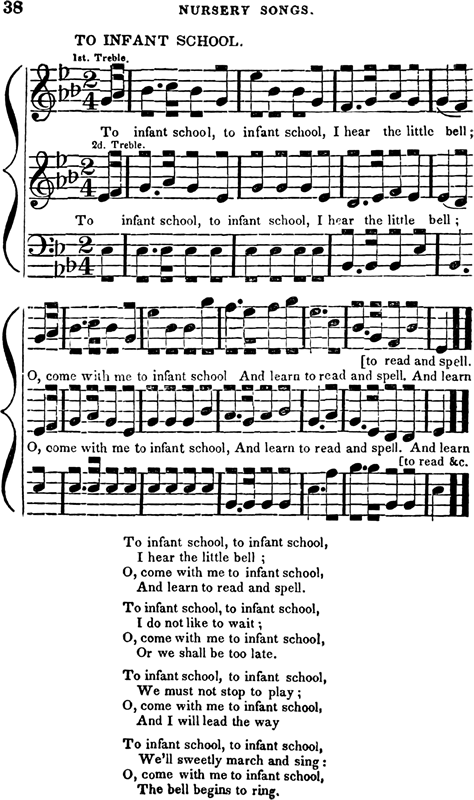 38 NURSERY SONGS.
TO INFANT SCHOOL.
1st. Treble.
2 4
To infant school, to infant school, I hear the little bell;
2d. Treble.
2 4
To infant school, to infant school, I hear the little bell;
2 4
[to read and spell.
O, come with me to infant school And learn to read and spell. And learn
O, come with me to infant school, And learn to read and spell. And learn
[to read &c.
To infant school, to infant school,
I hear the little bell;
O, come with me to infant school,
And learn to read and spell.
To infant school, to infant school,
I do not like to wait;
O, come with me to infant school,
Or we shall be too late.
To infant school, to infant school,
We must not stop to play;
O, come with me to infant school,
And I will lead the way
To infant school, to infant school,
We'll sweetly march and sing:
O, come with me to infant school,
The bell begins to ring.